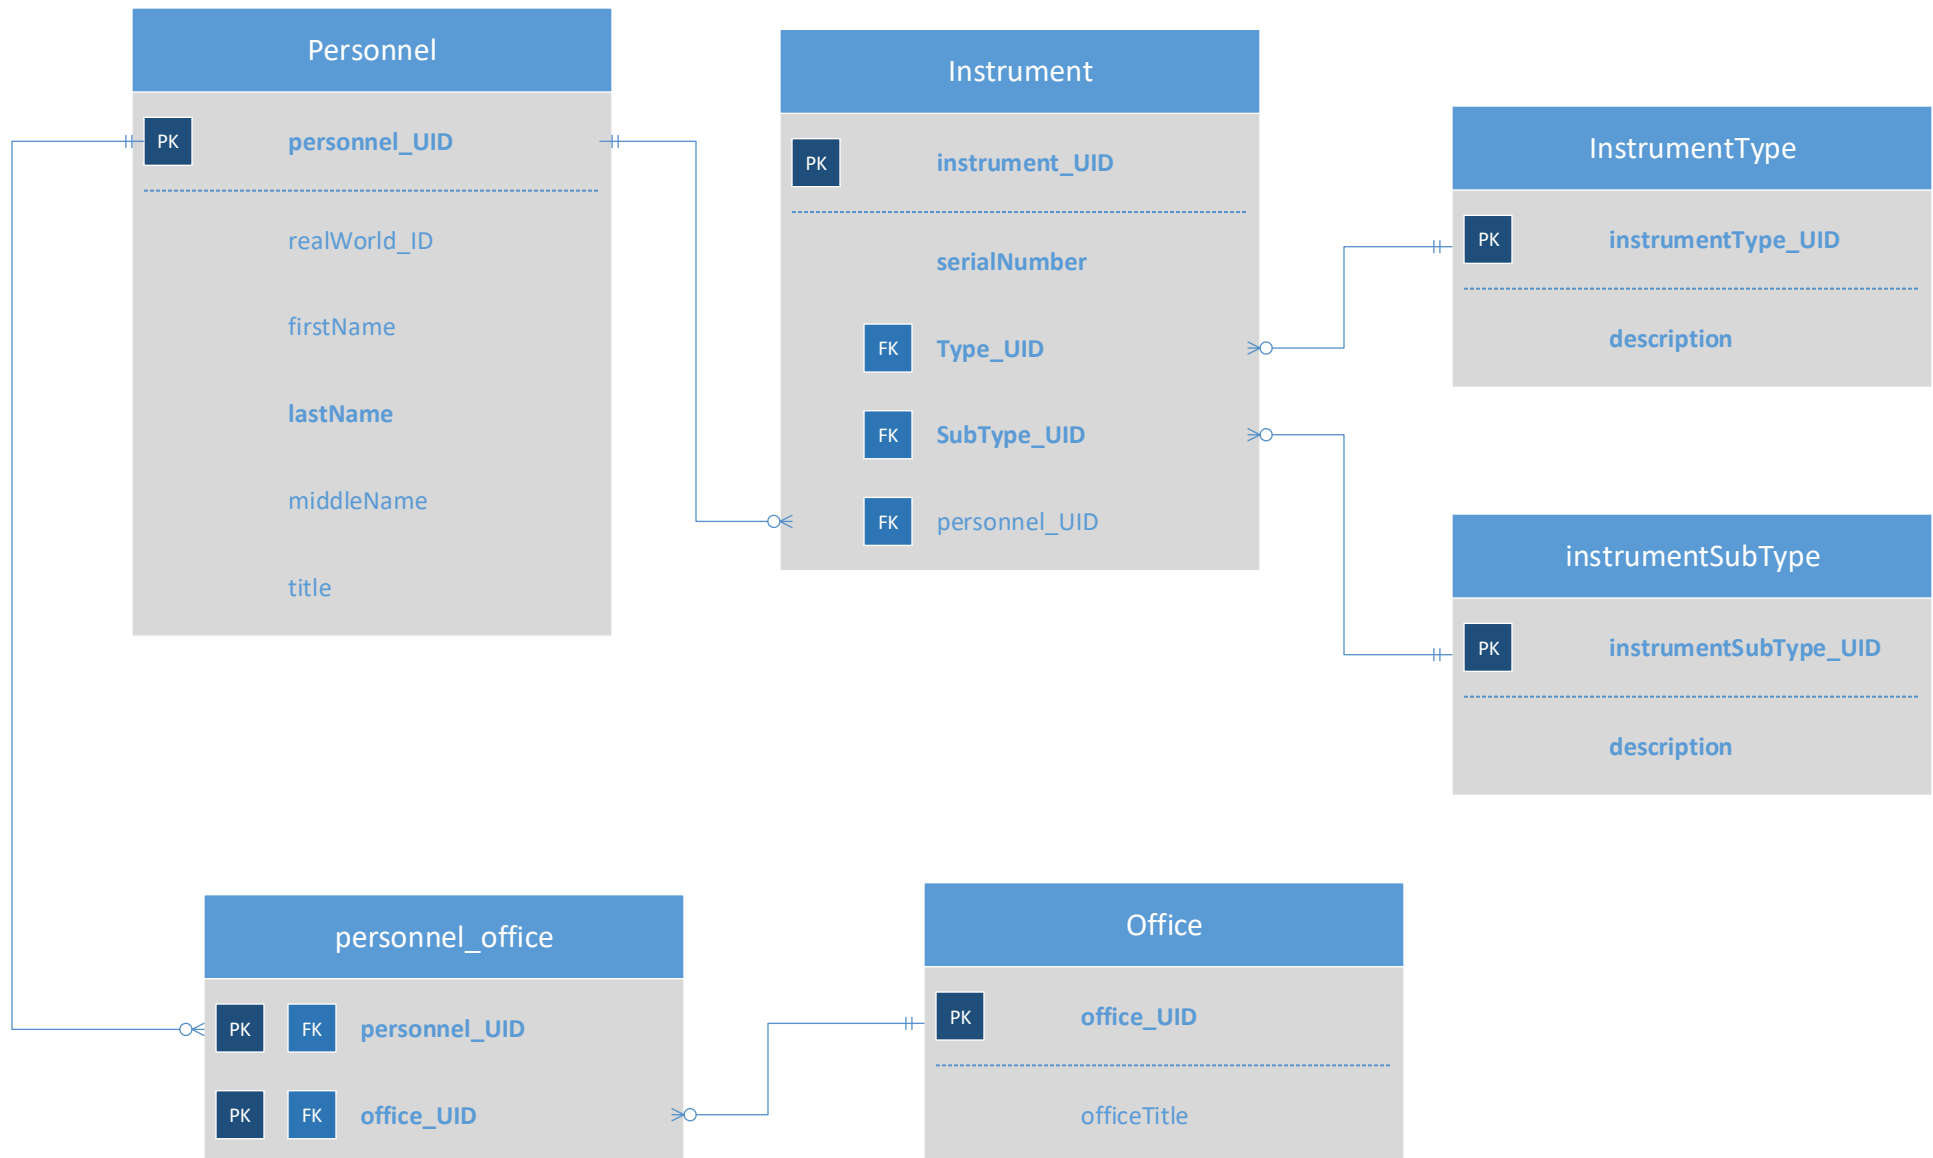 Personnel
PK personnel_UID
realWorld_ID
firstName
lastName
middleName
title
Instrument
PK instrument_UID
serialNumber
FK Type_UID
FK SubType_UID
FK personnel_UID
InstrumentType
PK instrumentType_UID
description
instrumentSubType
PK instrumentSubType_UID
description
personnel_office
PK FK personnel_UID
PK FK office_UID
Office
PK office_UID
officeTitle